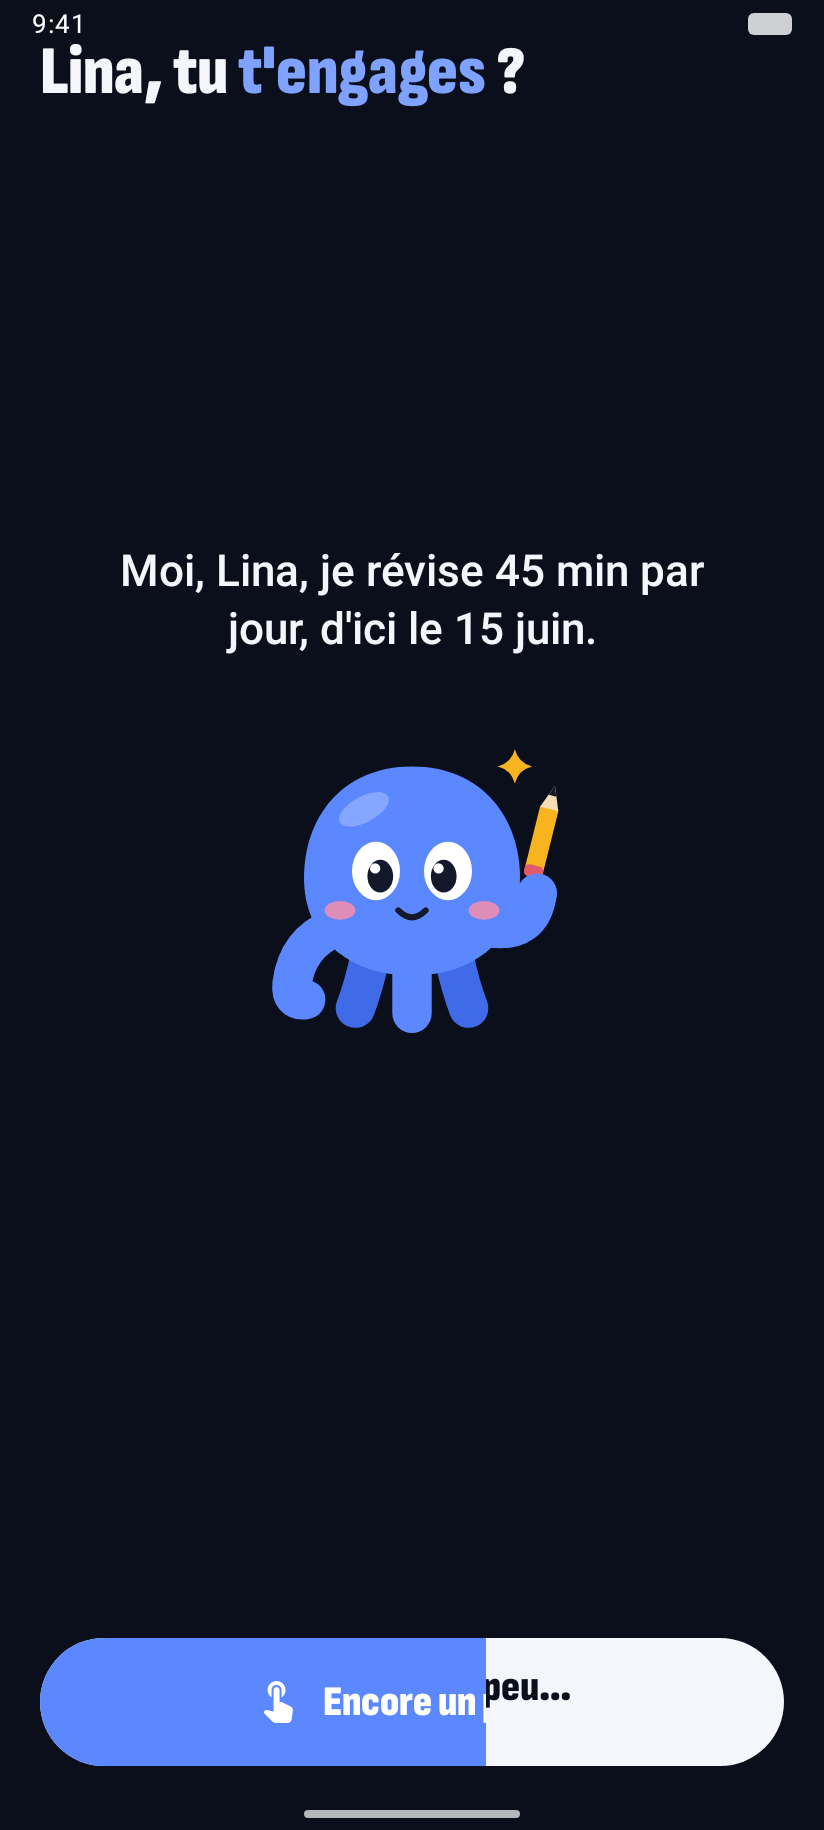 9:41
Lina, tu t'engages ?
Moi, Lina, je révise 45 min par
jour, d'ici le 15 juin.
Encore un peu...